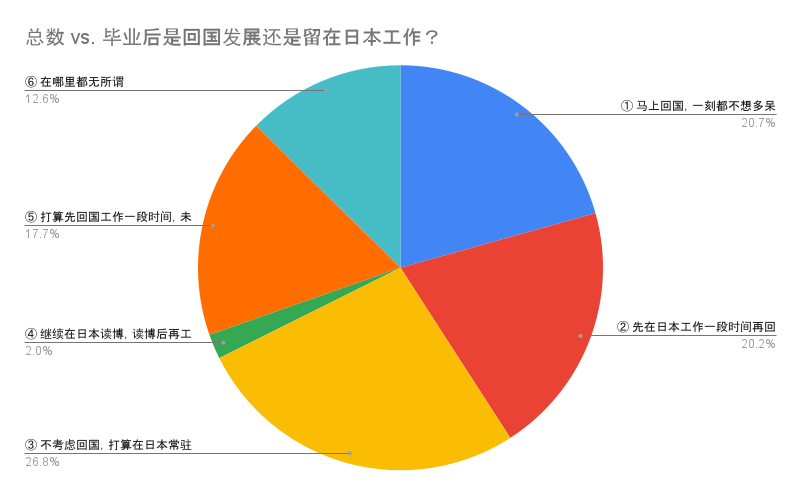 总数 vs. 毕业后是回国发展还是留在日本工作？
⑥ 在哪里都无所谓
12.6%
① 马上回国, 一刻都不想多呆
20.7%
⑤ 打算先回国工作一段时间, 未
17.7%
② 先在日本工作一段时间再回
20.2%
④ 继续在日本读博, 读博后再工
2.0%
③ 不考虑回国, 打算在日本常驻
26.8%